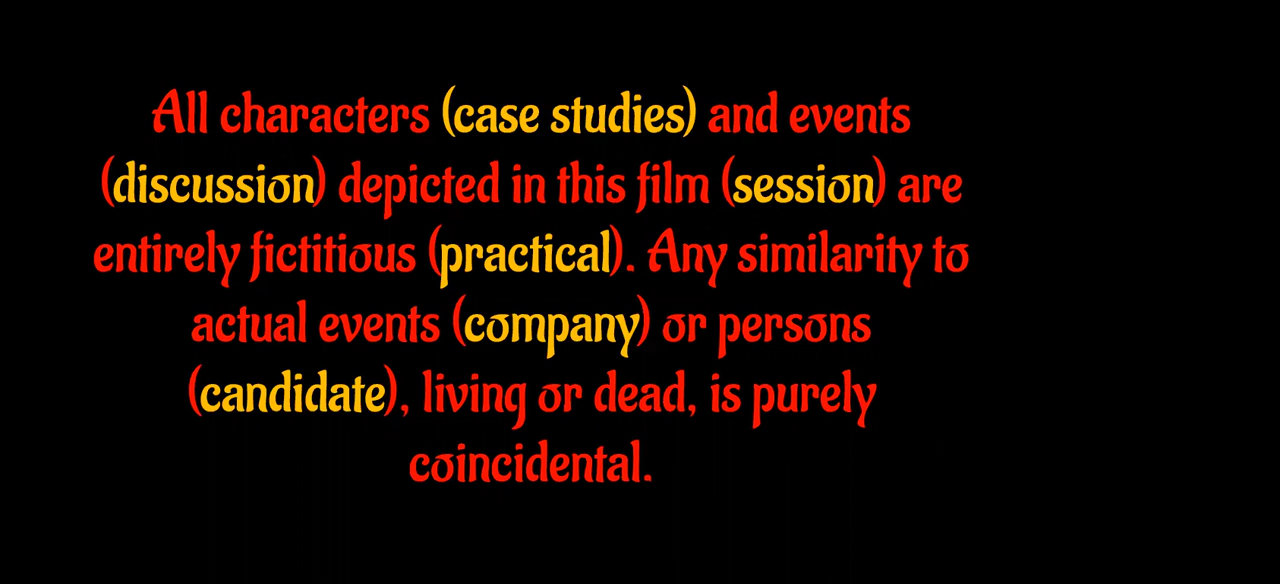 All characters (case studies) and events
(discussion) depicted in this film (session) are
entirely fictitious (practical). Any similarity to
actual events (company) or persons
(candidate), living or dead, is purely
coincidental.